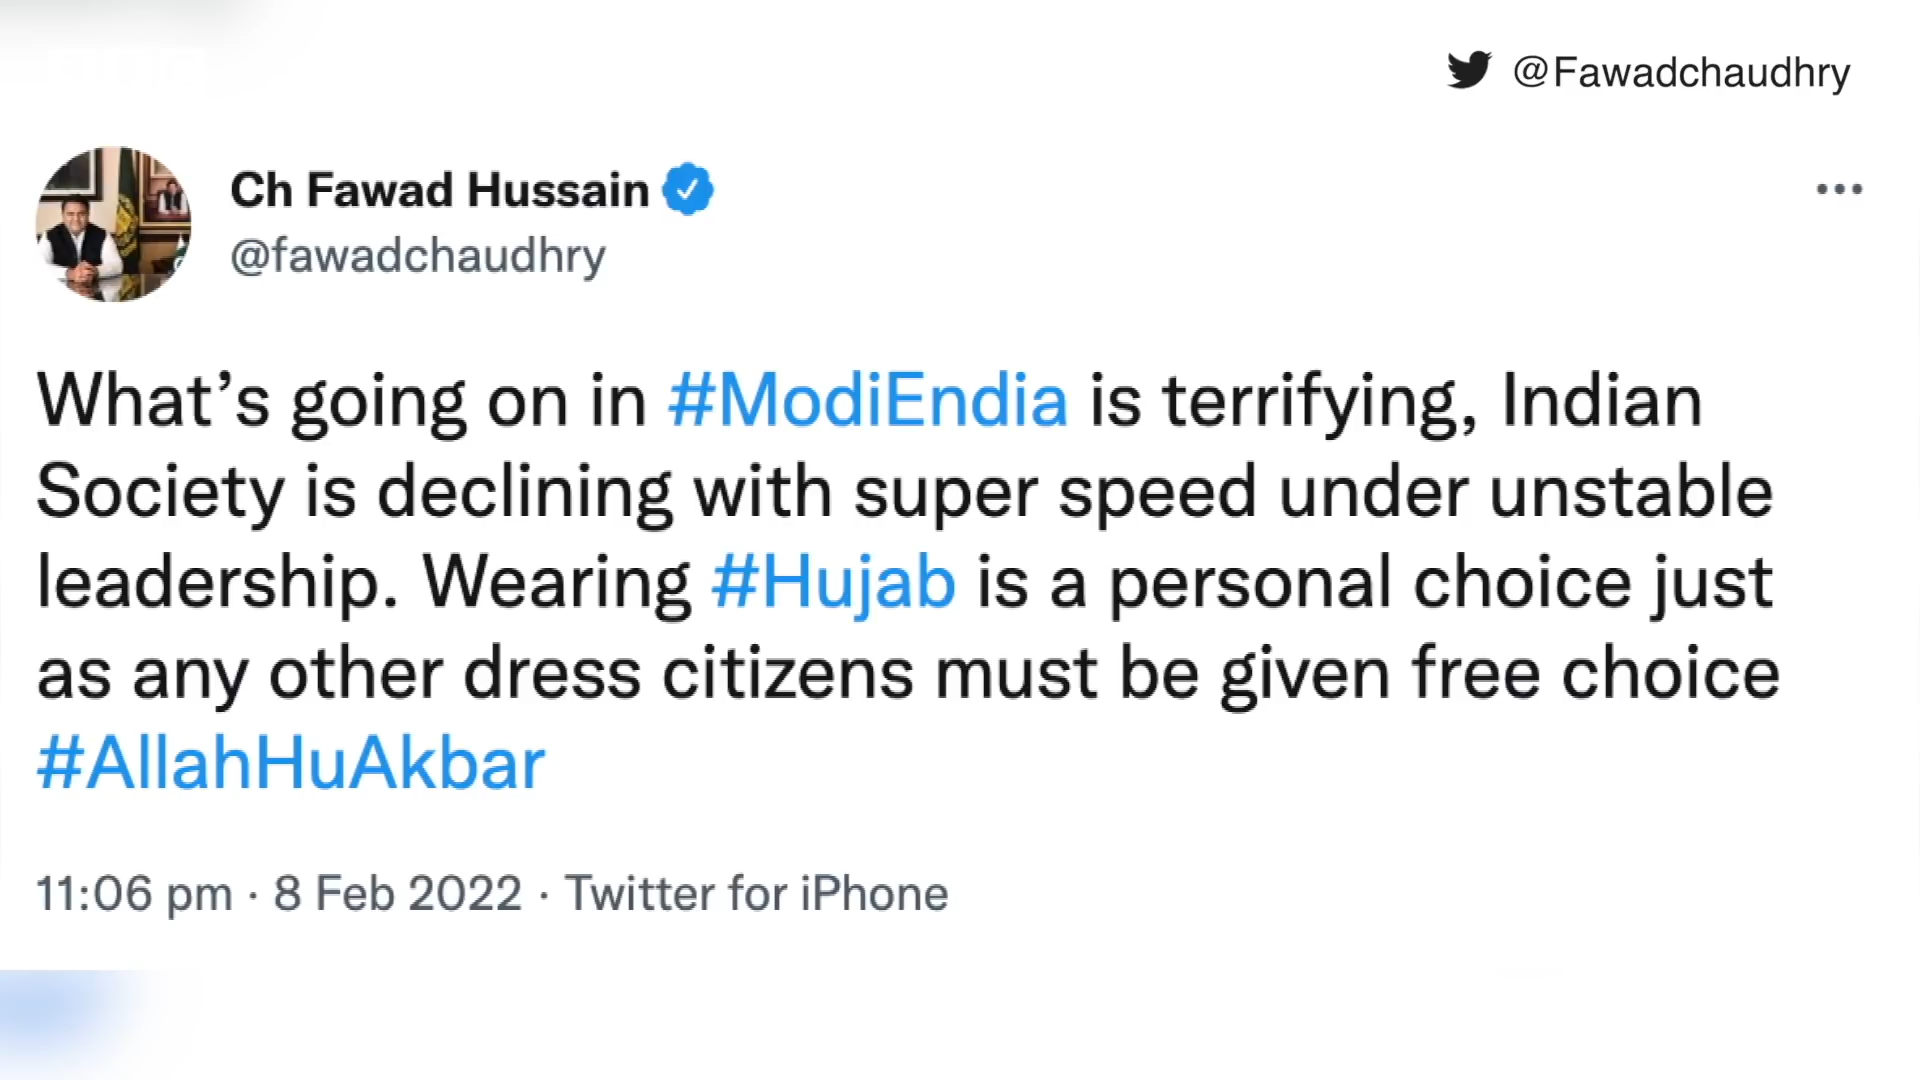 @Fawadchaudhry
Ch Fawad Hussain
@fawadchaudhry
What’s going on in #ModiEndia is terrifying, Indian
Society is declining with super speed under unstable
leadership. Wearing #Hujab is a personal choice just
as any other dress citizens must be given free choice
#AllahHuAkbar
11:06 pm · 8 Feb 2022 · Twitter for iPhone